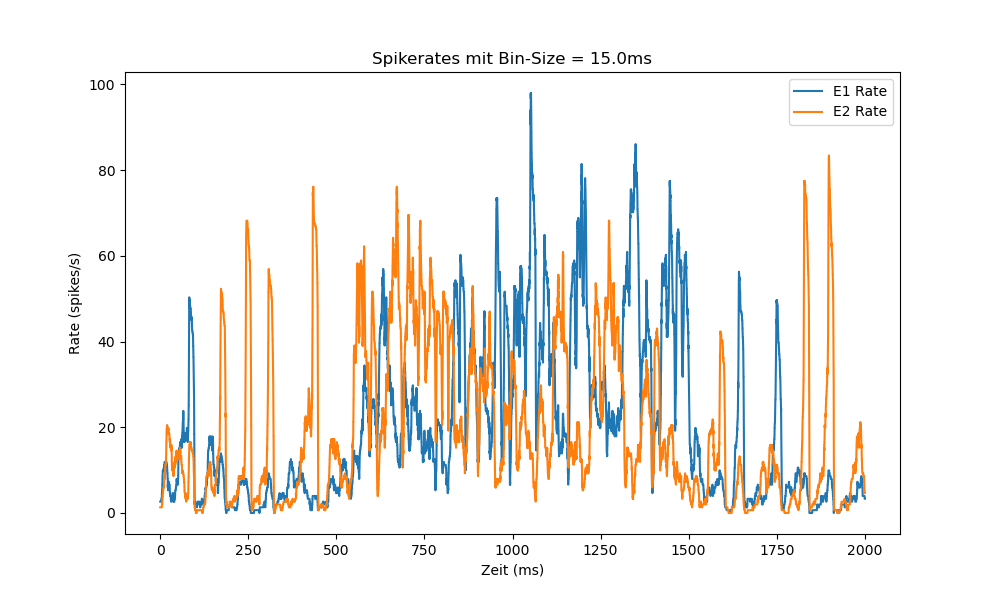 Spikerates mit Bin-Size = 15.0ms
E1 Rate
E2 Rate
Rate (spikes/s)
100
80
60
40
20
0
0 250 500 750 1000 1250 1500 1750 2000
Zeit (ms)